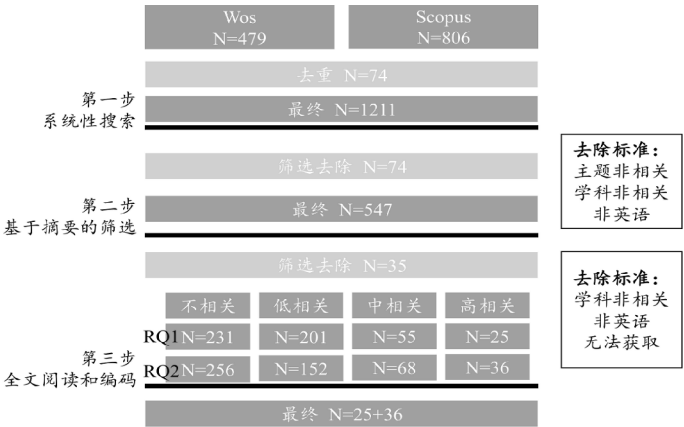 Wos
N=479
Scopus
N=806
去重 N=74
第一步
系统性搜索
最终 N=1211
筛选去除 N=74
第二步
基于摘要的筛选
最终 N=547
去除标准：
主题非相关
学科非相关
非英语
筛选去除 N=35
不相关 低相关 中相关 高相关
RQ1 N=231 N=201 N=55 N=25
RQ2 N=256 N=152 N=68 N=36
第三步
全文阅读和编码
去除标准：
学科非相关
非英语
无法获取
最终 N=25+36